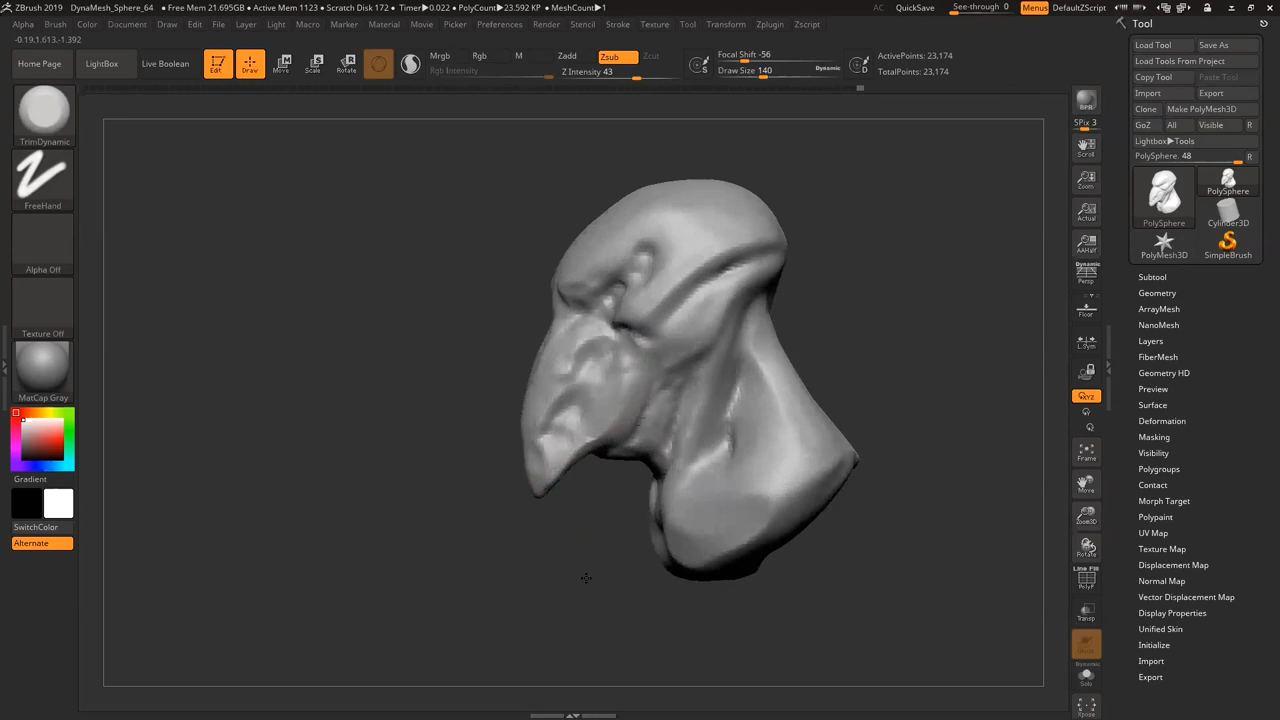 ZBrush 2019 DynaMesh_Sphere_64 • Free Mem 21.695GB • Active Mem 1123 • Scratch Disk 172 • Timer▶0.022 • PolyCount▶23.592 KP • MeshCount▶1 AC QuickSave See-through 0 Menus DefaultZScript
Alpha Brush Color Document Draw Edit File Layer Light Macro Marker Material Movie Picker Preferences Render Stencil Stroke Texture Tool Transform Zplugin Zscript
-0.19,1.613,-1.392
Home Page LightBox Live Boolean Edit Draw Move Scale Rotate
Mrgb Rgb M Zadd Zsub Zcut
Rgb Intensity Z Intensity 43
Focal Shift -56
Draw Size 140 Dynamic
S D
ActivePoints: 23,174
TotalPoints: 23,174
TrimDynamic
FreeHand
Alpha Off
Texture Off
MatCap Gray
Gradient
SwitchColor
Alternate
BPR
SPix 3
Scroll
Zoom
Actual
AAHalf
Dynamic
Persp
Floor
L.Sym
XYZ
Frame
Move
Zoom3D
Rotate
Line Fill
PolyF
Transp
Dynamic
Solo
Xpose
Tool
Load Tool Save As
Load Tools From Project
Copy Tool Paste Tool
Import Export
Clone Make PolyMesh3D
GoZ All Visible R
Lightbox▶Tools
PolySphere. 48 R
PolySphere PolySphere
Cylinder3D
PolyMesh3D SimpleBrush
Subtool
Geometry
ArrayMesh
NanoMesh
Layers
FiberMesh
Geometry HD
Preview
Surface
Deformation
Masking
Visibility
Polygroups
Contact
Morph Target
Polypaint
UV Map
Texture Map
Displacement Map
Normal Map
Vector Displacement Map
Display Properties
Unified Skin
Initialize
Import
Export